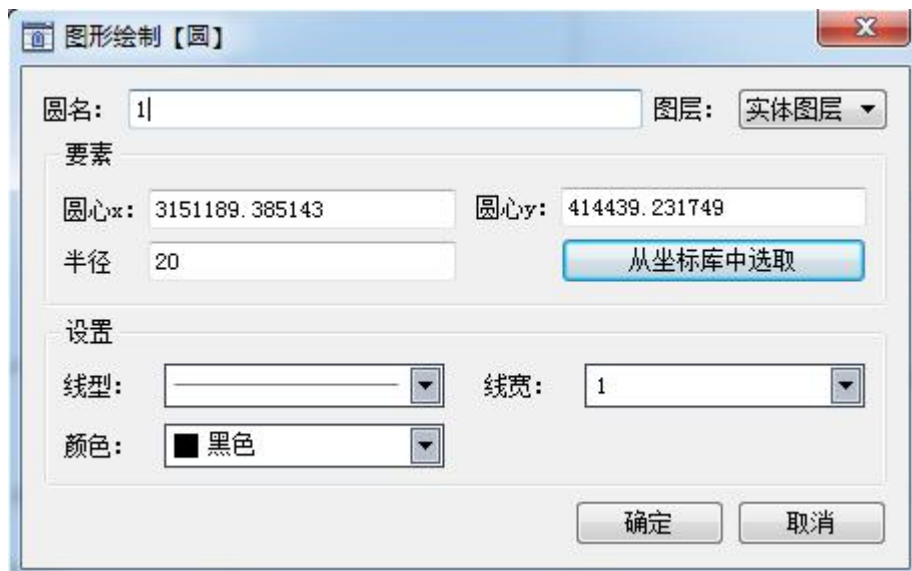 图形绘制【圆】
圆名： 1 图层： 实体图层
要素
圆心x： 3151189.385143 圆心y： 414439.231749
半径 20 从坐标库中选取
设置
线型： 线宽： 1
颜色： 黑色
确定 取消